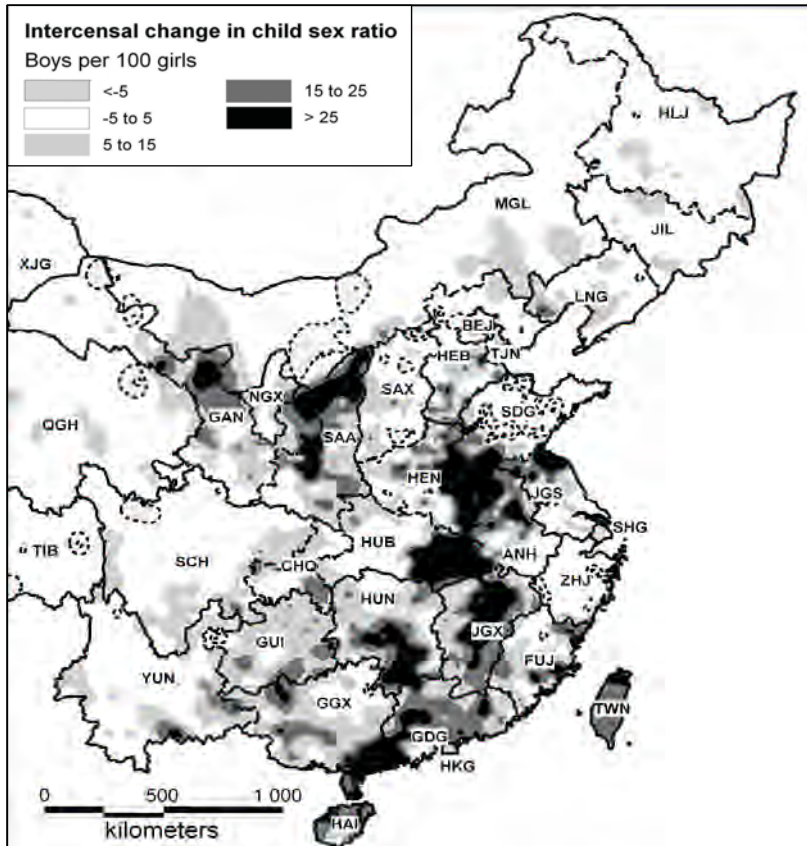 Intercensal change in child sex ratio
Boys per 100 girls
<-5
15 to 25
-5 to 5
> 25
5 to 15
HLJ
MGL
JIL
XJG
LNG
BEJ
TJN
HEB
NGX
SAX
SDG
GAN
QGH
SAA
HEN
JGS
SHG
HUB
ANH
TIB
SCH
CHQ
ZHJ
HUN
JGX
GUI
FUJ
YUN
GGX
TWN
GDG
HKG
0 500 1 000
kilometers
HAI